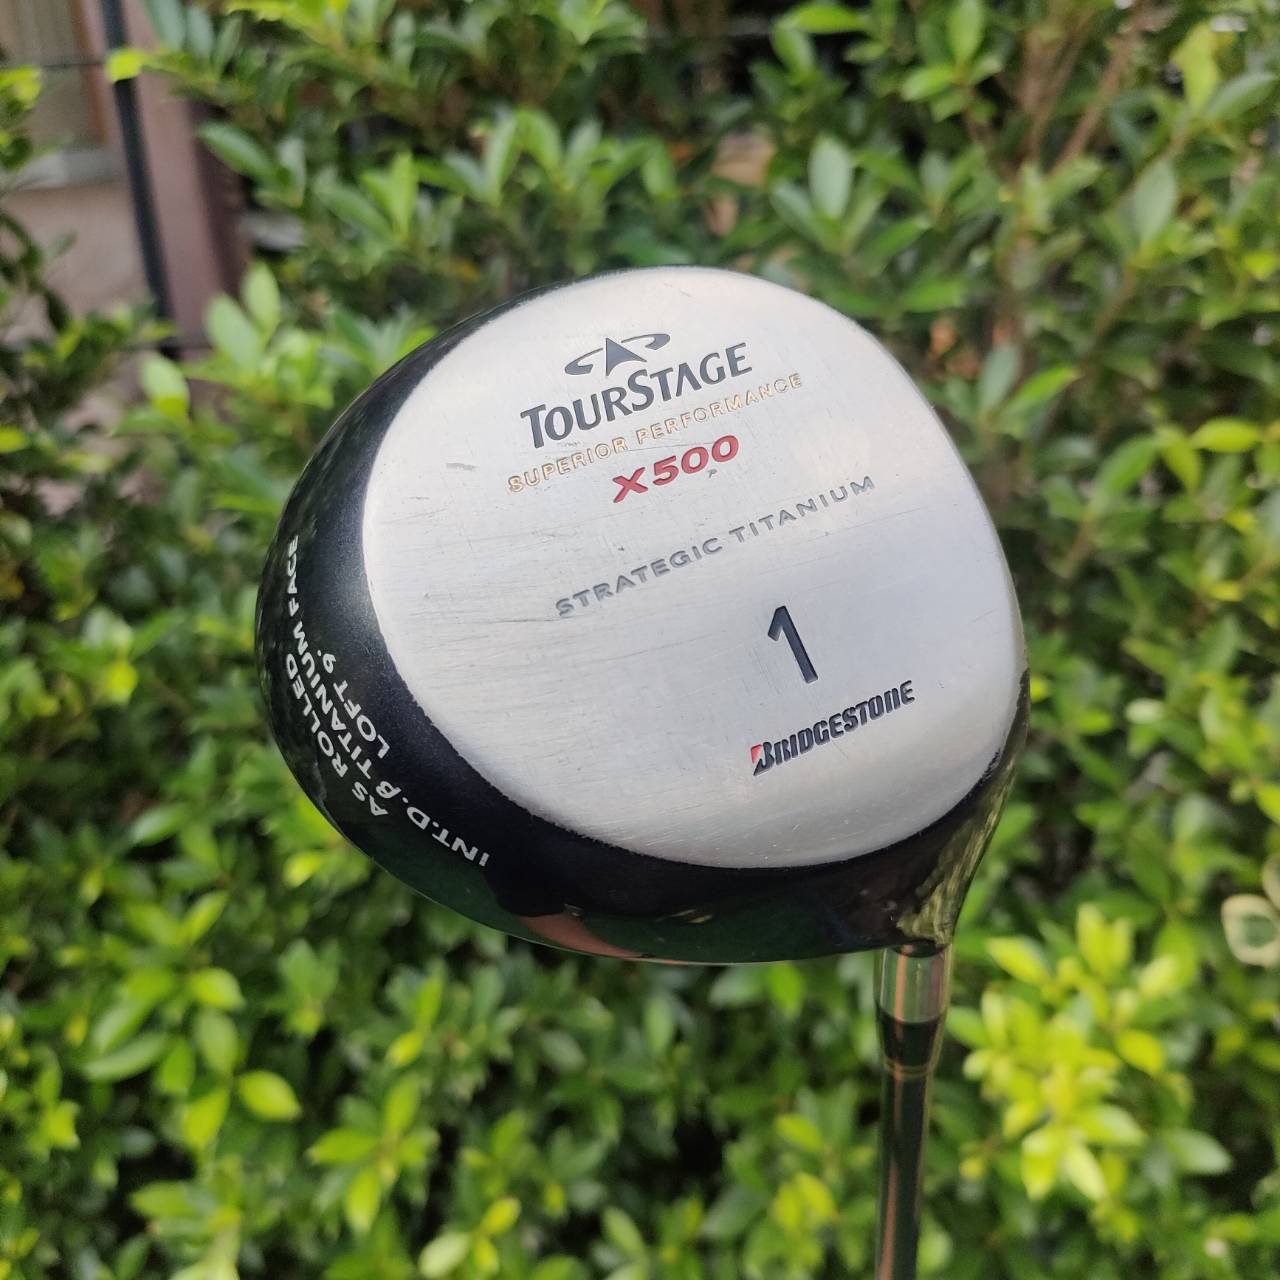 TOURSTAGE
SUPERIOR PERFORMANCE
X500
STRATEGIC TITANIUM
1
BRIDGESTONE
AS ROLLED
INT.D.β TITANIUM FACE
LOFT 9°